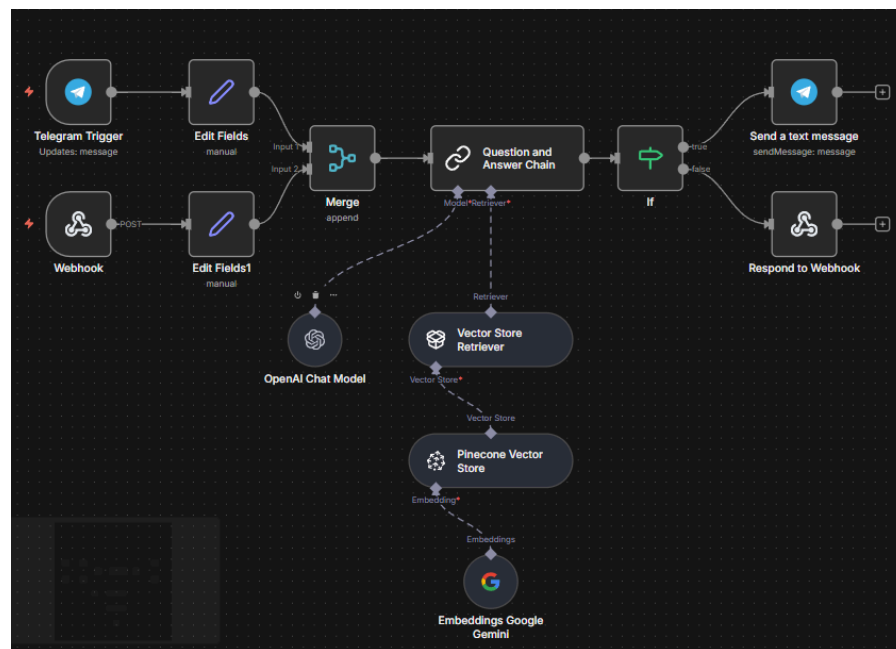 Telegram Trigger
Updates: message
Edit Fields
manual
Input 1
Input 2
Merge
append
Question and
Answer Chain
Model*
Retriever*
If
true
false
Send a text message
sendMessage: message
Webhook
POST
Edit Fields1
manual
Respond to Webhook
OpenAI Chat Model
Retriever
Vector Store
Retriever
Vector Store*
Vector Store
Pinecone Vector
Store
Embedding*
Embeddings
Embeddings Google
Gemini